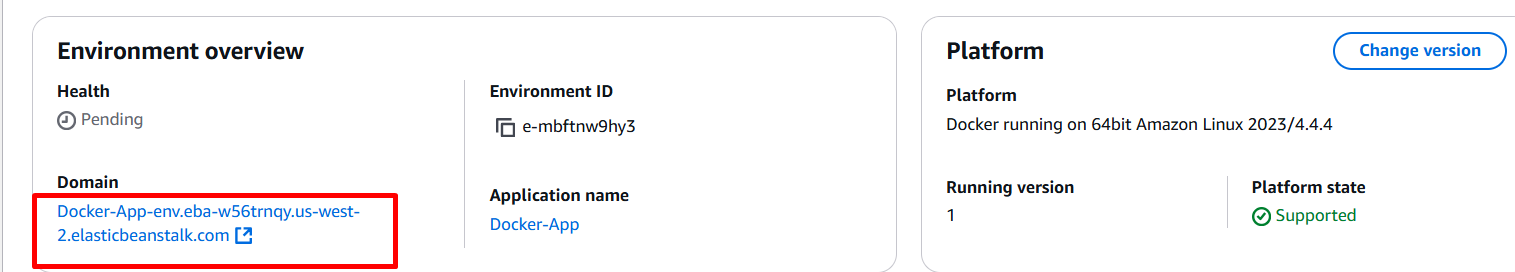 Environment overview
Health
Pending
Environment ID
e-mbftnw9hy3
Domain
Docker-App-env.eba-w56trnqy.us-west-
2.elasticbeanstalk.com
Application name
Docker-App
Platform
Change version
Platform
Docker running on 64bit Amazon Linux 2023/4.4.4
Running version
1
Platform state
Supported